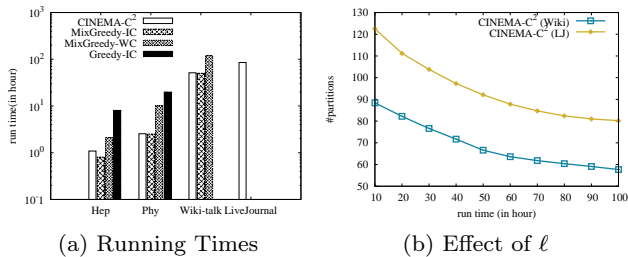 CINEMA-C²
MixGreedy-IC
MixGreedy-WC
Greedy-IC
run time(in hour)
10³
10²
10¹
10⁰
10⁻¹
Hep Phy Wiki-talk LiveJournal
(a) Running Times
CINEMA-C² (Wiki)
CINEMA-C² (LJ)
#partitions
130
120
110
100
90
80
70
60
50
10 20 30 40 50 60 70 80 90 100
run time (in hour)
(b) Effect of ℓ